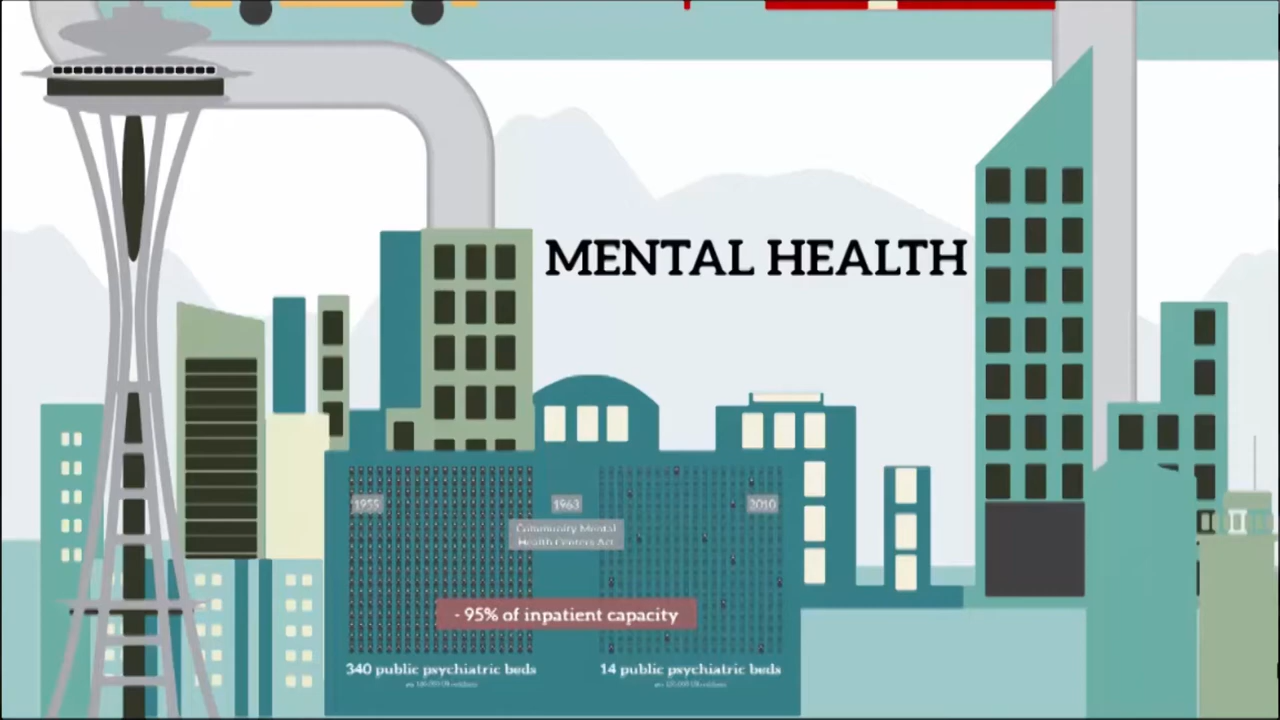 MENTAL HEALTH
1955
1963
2010
Community Mental
Health Centers Act
- 95% of inpatient capacity
340 public psychiatric beds
14 public psychiatric beds